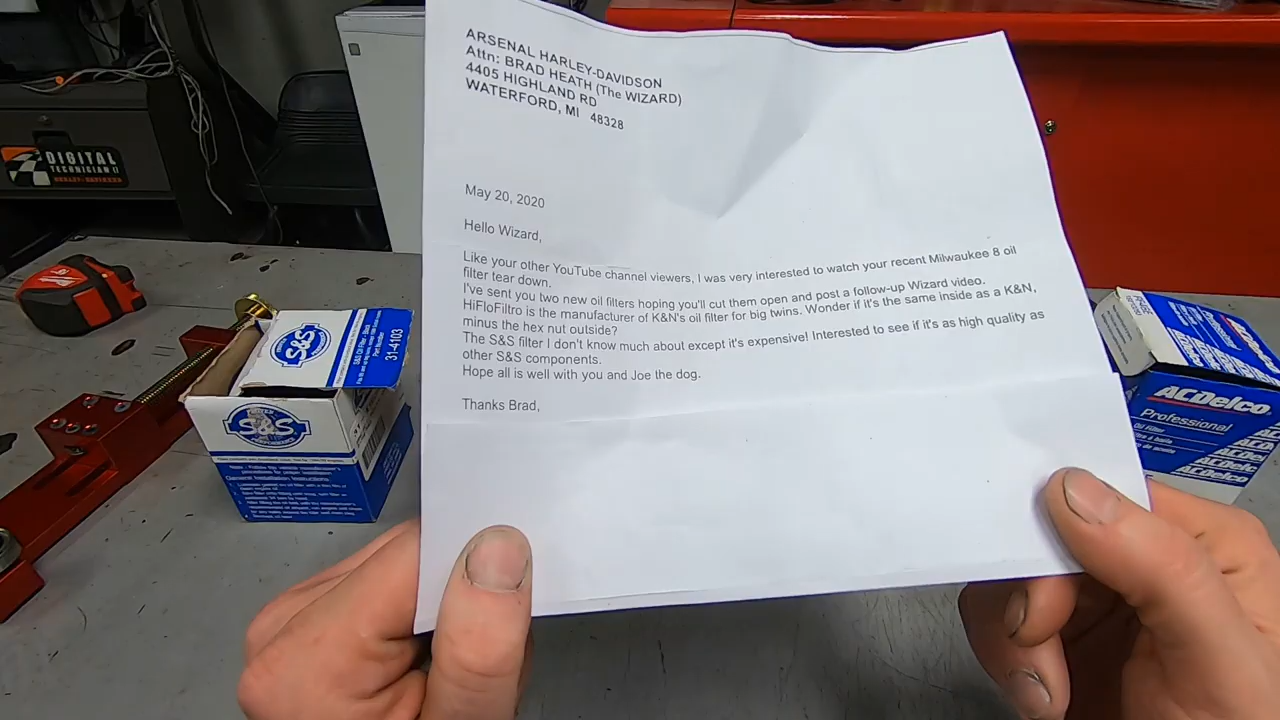 ARSENAL HARLEY-DAVIDSON
Attn: BRAD HEATH (The WIZARD)
4405 HIGHLAND RD
WATERFORD, MI 48328
May 20, 2020
Hello Wizard,
Like your other YouTube channel viewers, I was very interested to watch your recent Milwaukee 8 oil
filter tear down.
I've sent you two new oil filters hoping you'll cut them open and post a follow-up Wizard video.
HiFloFiltro is the manufacturer of K&N's oil filter for big twins. Wonder if it's the same inside as a K&N,
minus the hex nut outside?
The S&S filter I don't know much about except it's expensive! Interested to see if it's as high quality as
other S&S components.
Hope all is well with you and Joe the dog.
Thanks Brad,
DIGITAL
TECHNICIAN II
HARLEY-DAVIDSON
S&S
31-4103
S&S
General Installation Instructions
ACDelco
Professional
Oil Filter